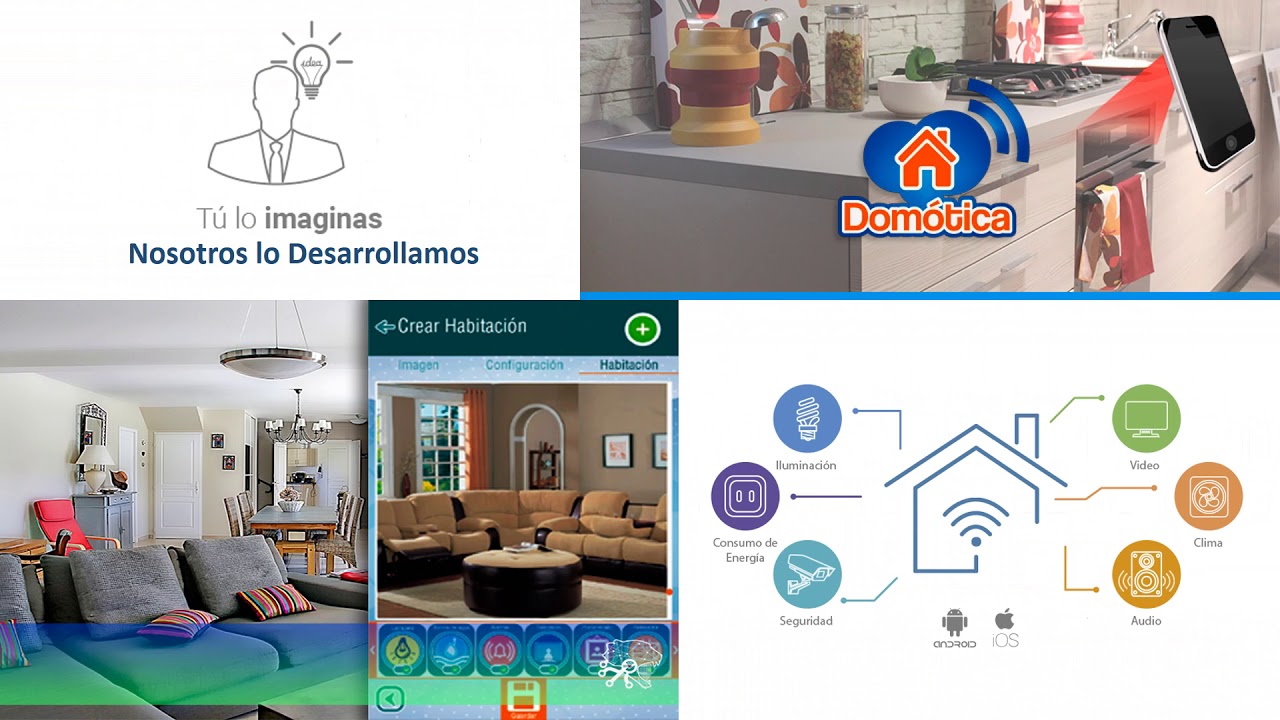 idea
Tú lo imaginas
Nosotros lo Desarrollamos
Domótica
Crear Habitación
Imagen
Configuración
Habitación
Guardar
Iluminación
Consumo de
Energía
Seguridad
Video
Clima
Audio
ANDROID
iOS